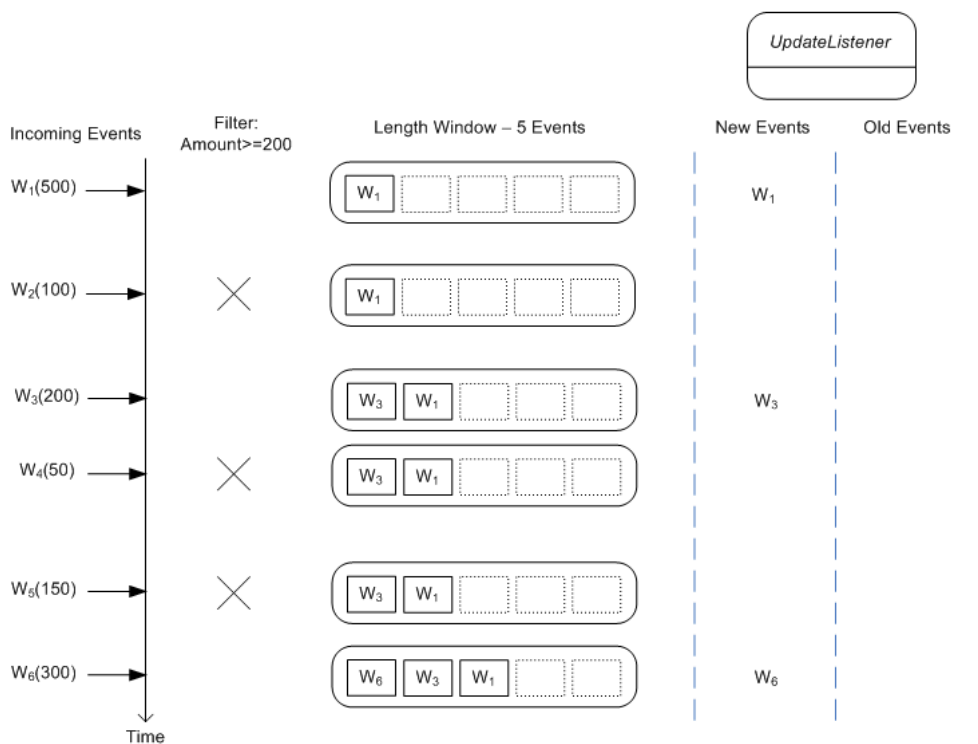 UpdateListener
Incoming Events
Filter:
Amount>=200
Length Window – 5 Events
New Events
Old Events
W₁(500)
W₁
W₁
W₂(100)
W₁
W₃(200)
W₃ W₁
W₃
W₄(50)
W₃ W₁
W₅(150)
W₃ W₁
W₆(300)
W₆ W₃ W₁
W₆
Time